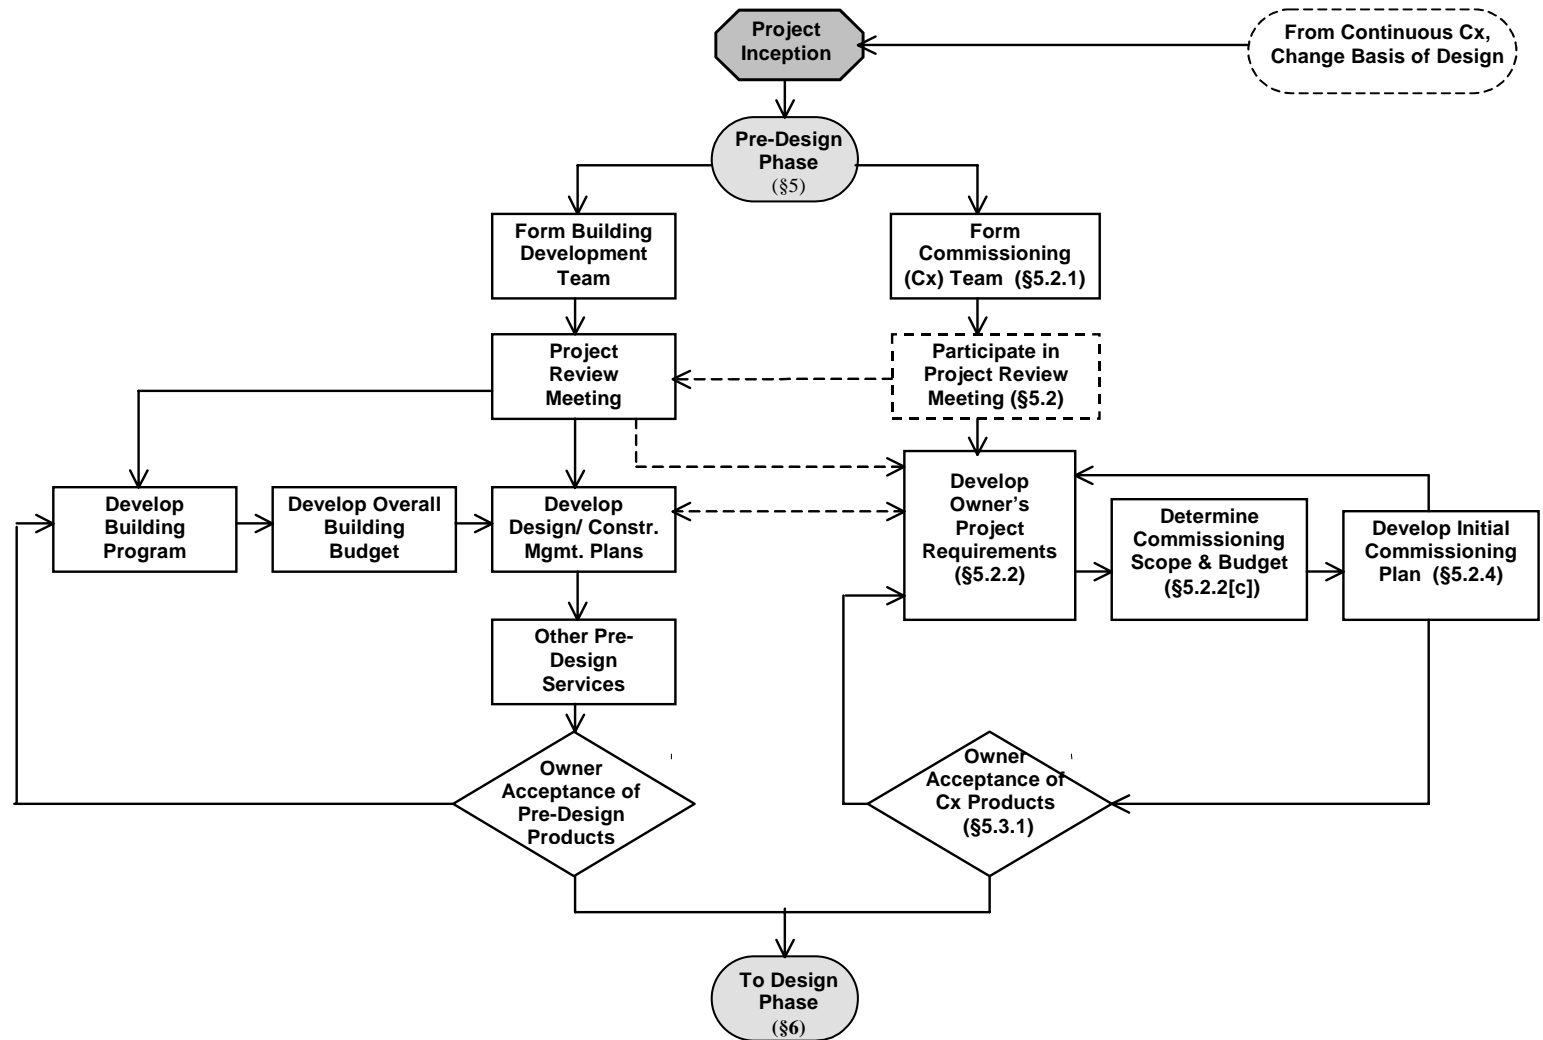 Project
Inception
From Continuous Cx,
Change Basis of Design
Pre-Design
Phase
(§5)
Form Building
Development
Team
Form
Commissioning
(Cx) Team (§5.2.1)
Project
Review
Meeting
Participate in
Project Review
Meeting (§5.2)
Develop
Building
Program
Develop Overall
Building
Budget
Develop
Design/ Constr.
Mgmt. Plans
Develop
Owner’s
Project
Requirements
(§5.2.2)
Determine
Commissioning
Scope & Budget
(§5.2.2[c])
Develop Initial
Commissioning
Plan (§5.2.4)
Other Pre-
Design
Services
Owner
Acceptance of
Pre-Design
Products
Owner
Acceptance of
Cx Products
(§5.3.1)
To Design
Phase
(§6)